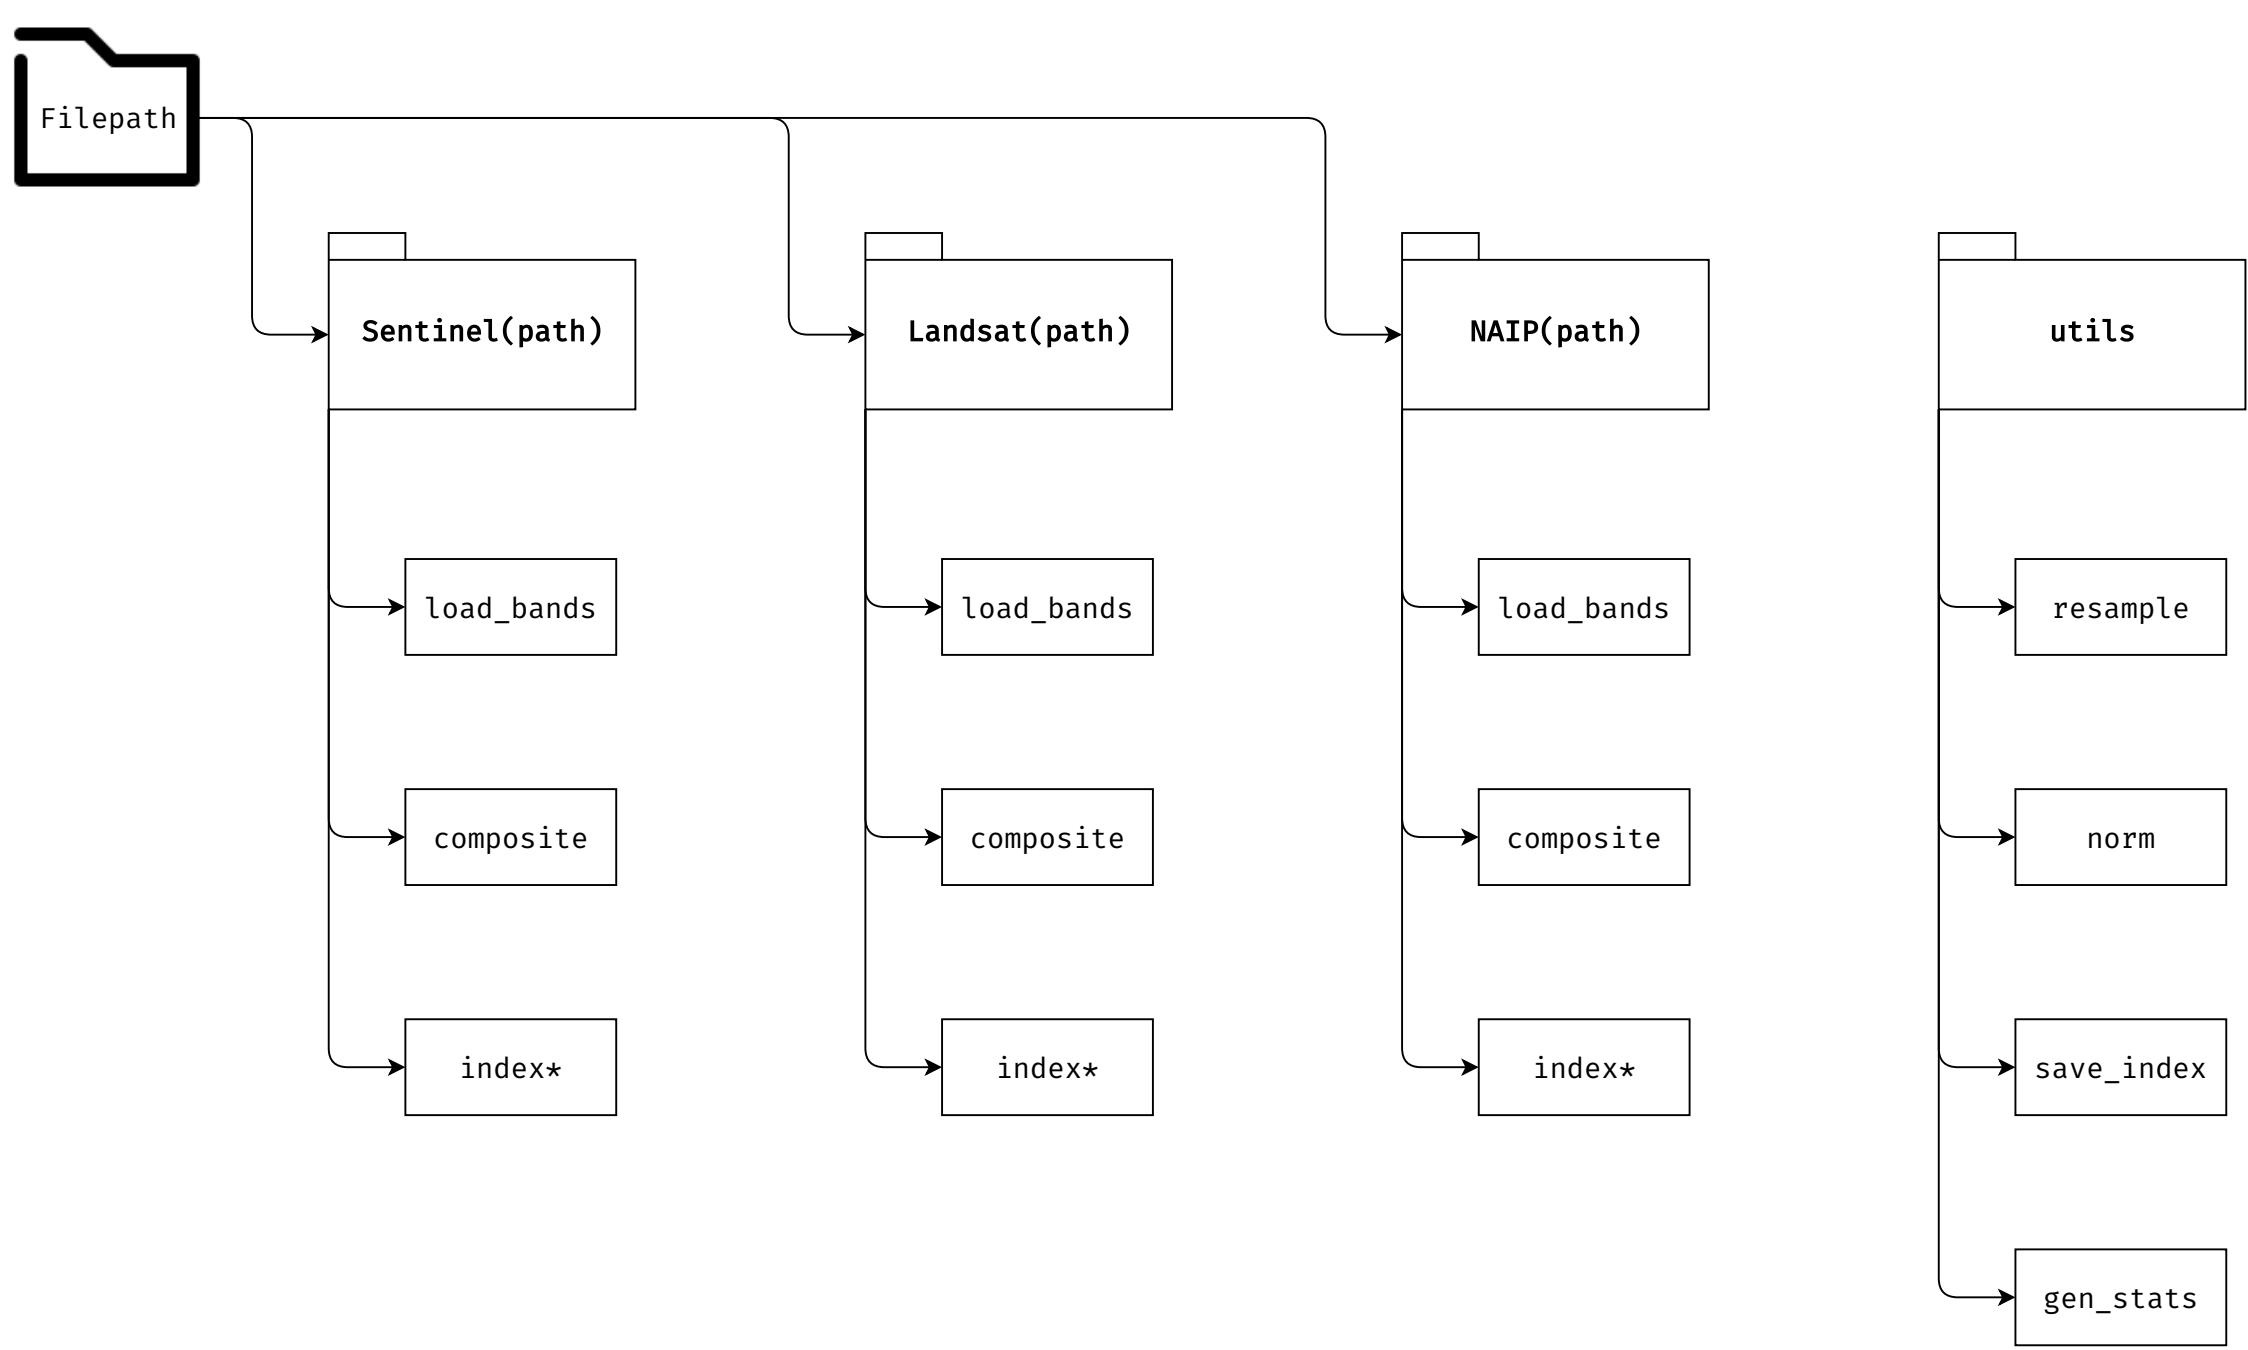 Filepath
Sentinel(path)
Landsat(path)
NAIP(path)
utils
load_bands
load_bands
load_bands
resample
composite
composite
composite
norm
index*
index*
index*
save_index
gen_stats